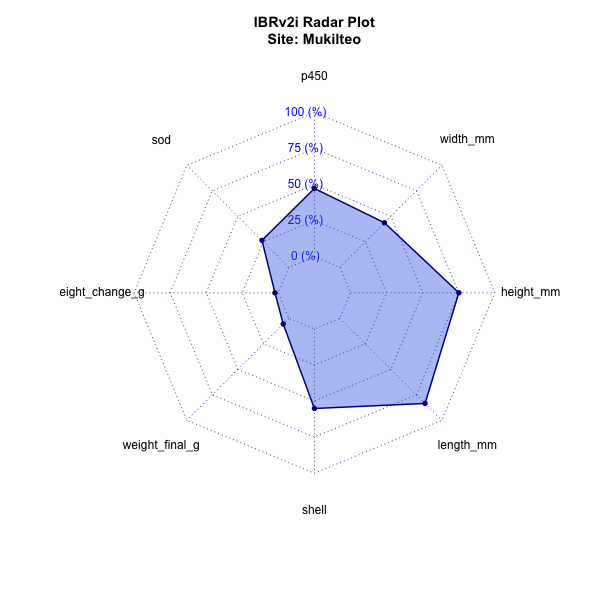 IBRv2i Radar Plot
Site: Mukilteo
p450
100 (%)
sod
width_mm
75 (%)
50 (%)
25 (%)
0 (%)
eight_change_g
height_mm
weight_final_g
length_mm
shell